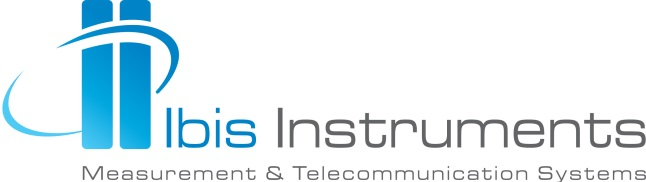 Ibis Instruments
Measurement & Telecommunication Systems